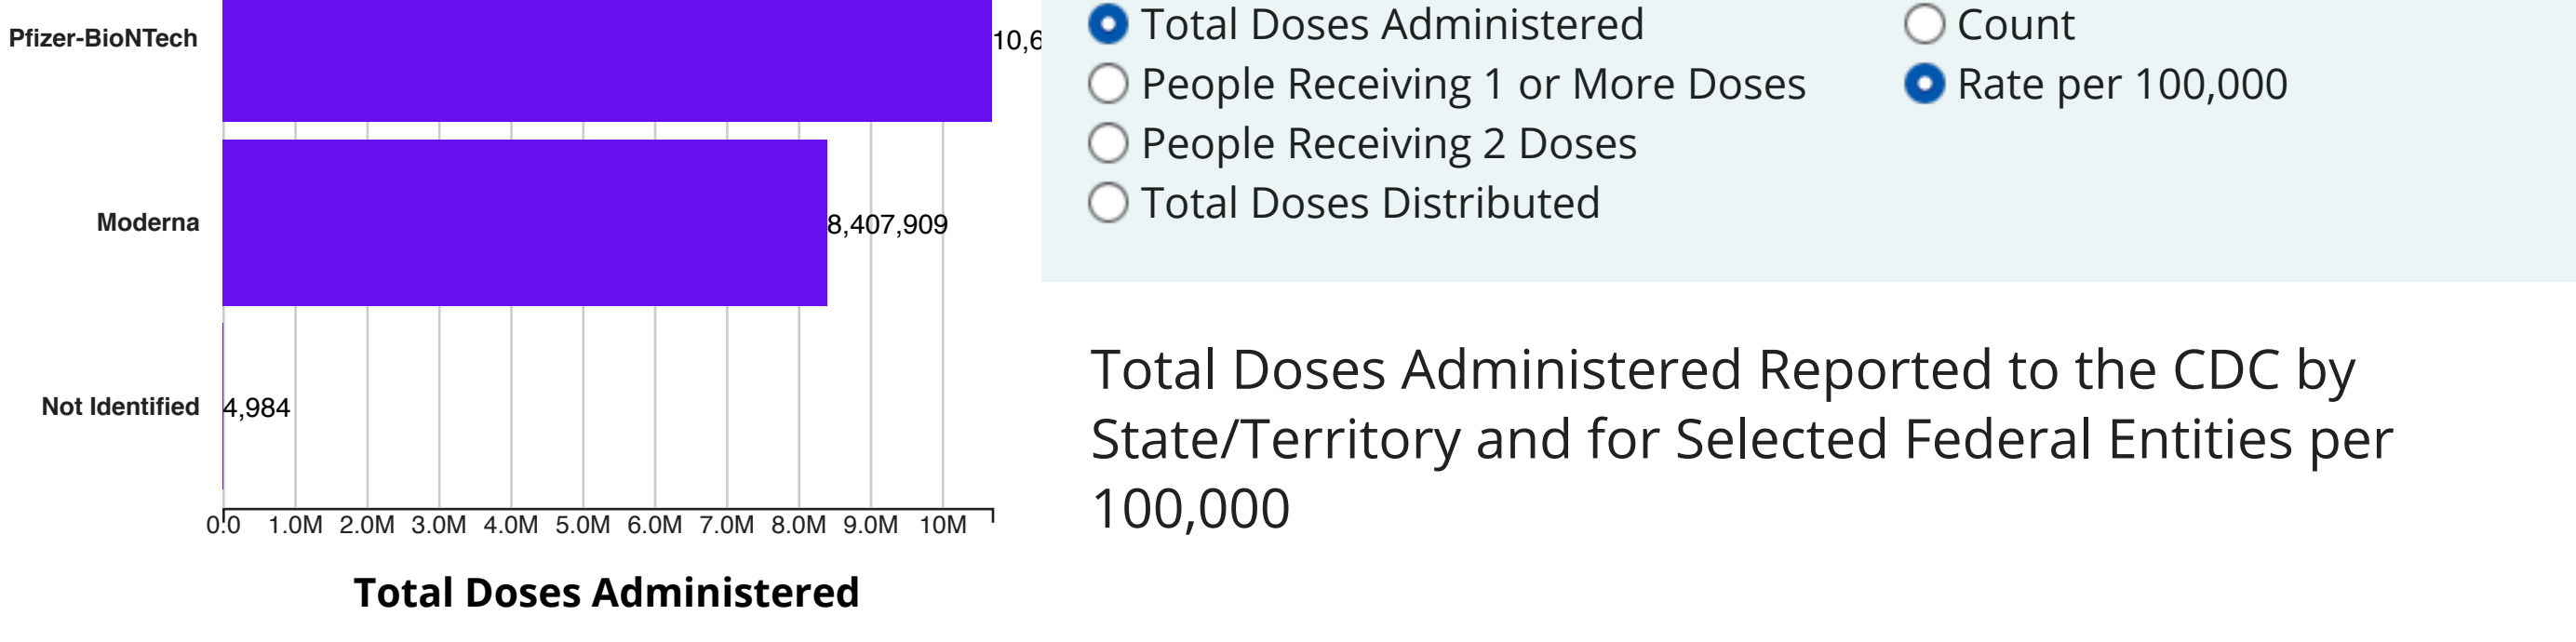 Pfizer-BioNTech
10,6
Moderna
8,407,909
Not Identified
4,984
0.0 1.0M 2.0M 3.0M 4.0M 5.0M 6.0M 7.0M 8.0M 9.0M 10M
Total Doses Administered
Total Doses Administered
People Receiving 1 or More Doses
People Receiving 2 Doses
Total Doses Distributed
Count
Rate per 100,000
Total Doses Administered Reported to the CDC by
State/Territory and for Selected Federal Entities per
100,000